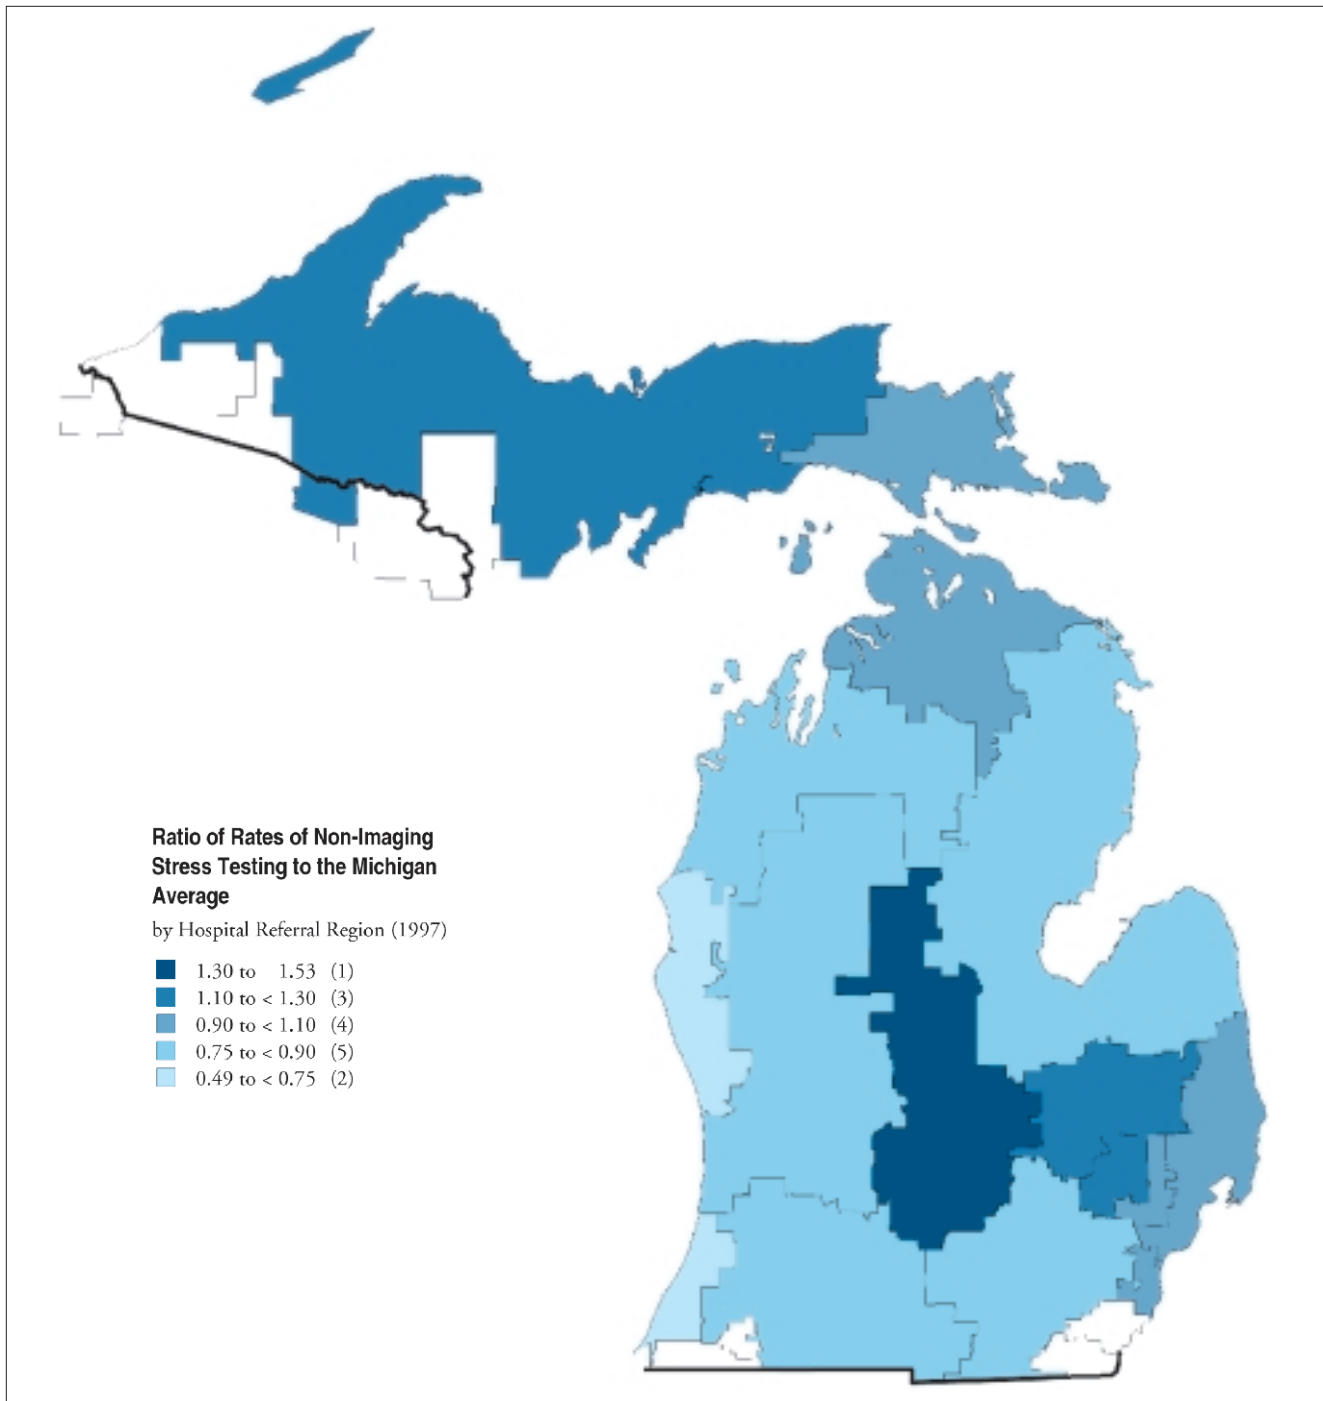 Ratio of Rates of Non-Imaging
Stress Testing to the Michigan
Average
by Hospital Referral Region (1997)
1.30 to 1.53 (1)
1.10 to < 1.30 (3)
0.90 to < 1.10 (4)
0.75 to < 0.90 (5)
0.49 to < 0.75 (2)